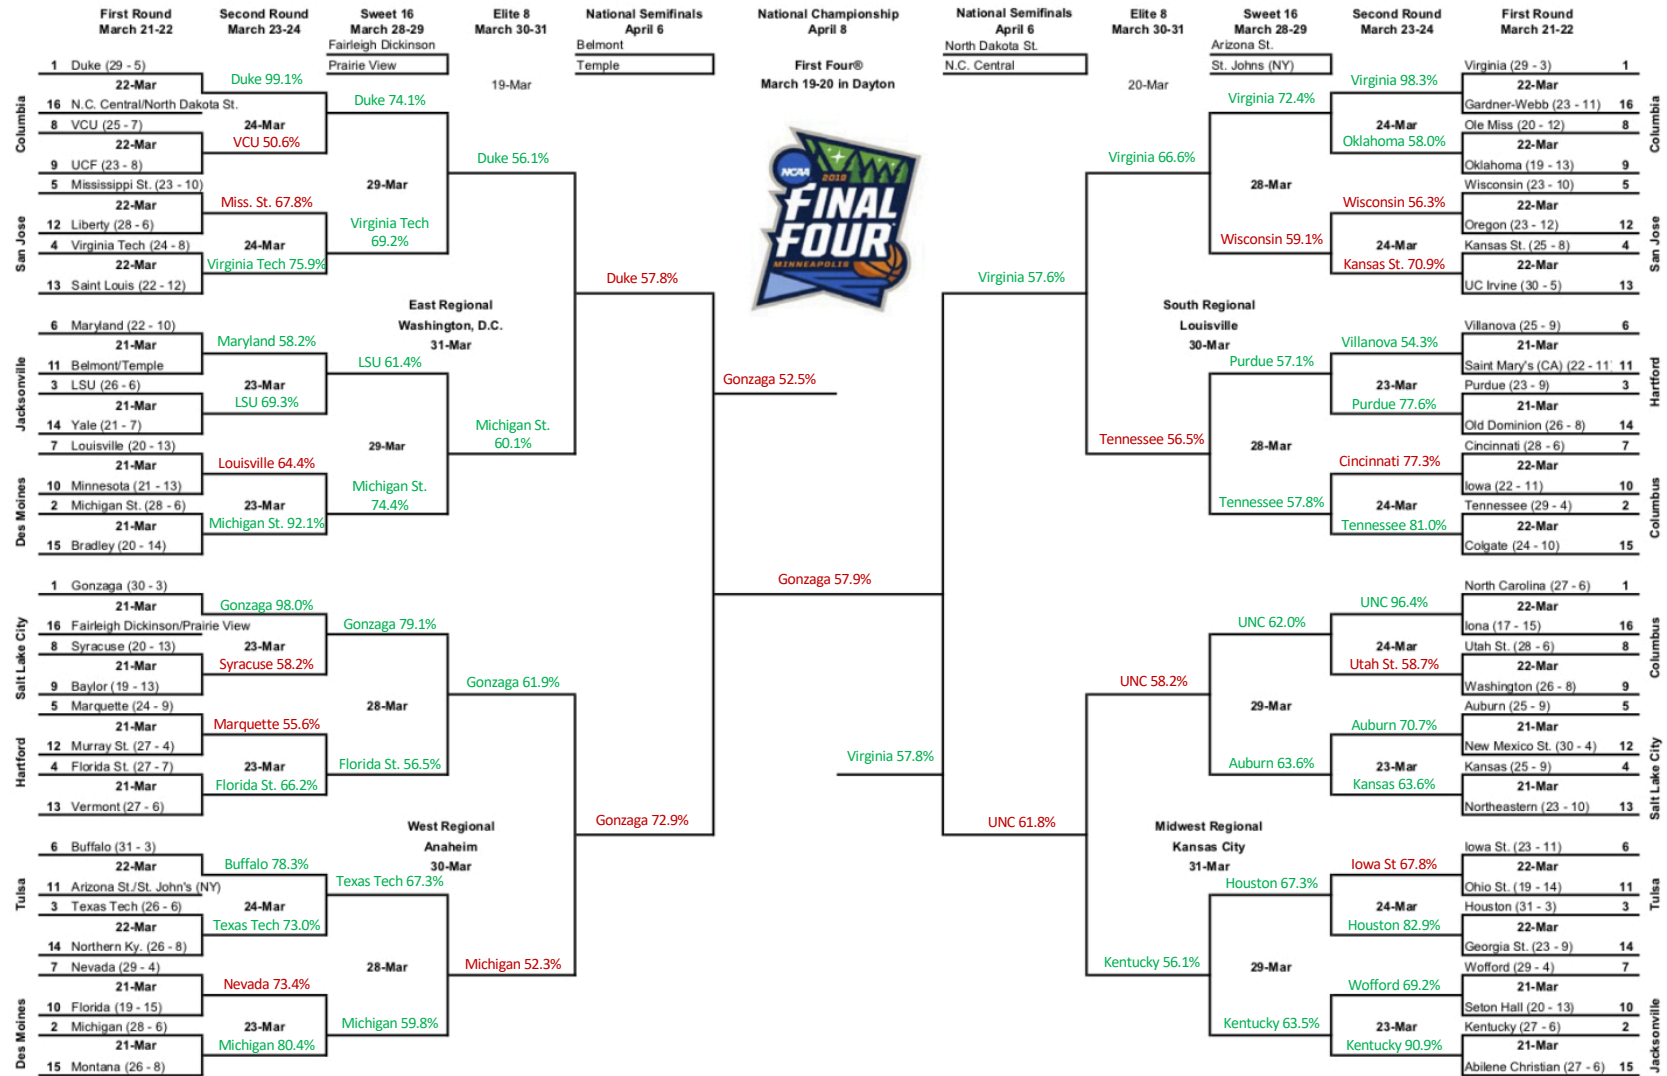 First Round
March 21-22
Second Round
March 23-24
Sweet 16
March 28-29
Elite 8
March 30-31
National Semifinals
April 6
National Championship
April 8
National Semifinals
April 6
Elite 8
March 30-31
Sweet 16
March 28-29
Second Round
March 23-24
First Round
March 21-22
Fairleigh Dickinson
Prairie View
19-Mar
Belmont
Temple
First Four®
March 19-20 in Dayton
North Dakota St.
N.C. Central
20-Mar
Arizona St.
St. Johns (NY)
NCAA
2019
FINAL
FOUR
MINNEAPOLIS
Columbia
1 Duke (29 - 5)
22-Mar
16 N.C. Central/North Dakota St.
8 VCU (25 - 7)
22-Mar
9 UCF (23 - 8)
San Jose
5 Mississippi St. (23 - 10)
22-Mar
12 Liberty (28 - 6)
4 Virginia Tech (24 - 8)
22-Mar
13 Saint Louis (22 - 12)
Duke 99.1%
24-Mar
VCU 50.6%
Miss. St. 67.8%
24-Mar
Virginia Tech 75.9%
Duke 74.1%
29-Mar
Virginia Tech
69.2%
Duke 56.1%
East Regional
Washington, D.C.
31-Mar
Jacksonville
6 Maryland (22 - 10)
21-Mar
11 Belmont/Temple
3 LSU (26 - 6)
21-Mar
14 Yale (21 - 7)
Des Moines
7 Louisville (20 - 13)
21-Mar
10 Minnesota (21 - 13)
2 Michigan St. (28 - 6)
21-Mar
15 Bradley (20 - 14)
Maryland 58.2%
23-Mar
LSU 69.3%
Louisville 64.4%
23-Mar
Michigan St. 92.1%
LSU 61.4%
29-Mar
Michigan St.
74.4%
Michigan St.
60.1%
Duke 57.8%
Gonzaga 52.5%
Salt Lake City
1 Gonzaga (30 - 3)
21-Mar
16 Fairleigh Dickinson/Prairie View
8 Syracuse (20 - 13)
21-Mar
9 Baylor (19 - 13)
Hartford
5 Marquette (24 - 9)
21-Mar
12 Murray St. (27 - 4)
4 Florida St. (27 - 7)
21-Mar
13 Vermont (27 - 6)
Gonzaga 98.0%
23-Mar
Syracuse 58.2%
Marquette 55.6%
23-Mar
Florida St. 66.2%
Gonzaga 79.1%
28-Mar
Florida St. 56.5%
Gonzaga 61.9%
West Regional
Anaheim
30-Mar
Tulsa
6 Buffalo (31 - 3)
22-Mar
11 Arizona St./St. John's (NY)
3 Texas Tech (26 - 6)
22-Mar
14 Northern Ky. (26 - 8)
Des Moines
7 Nevada (29 - 4)
21-Mar
10 Florida (19 - 15)
2 Michigan (28 - 6)
21-Mar
15 Montana (26 - 8)
Buffalo 78.3%
24-Mar
Texas Tech 73.0%
Nevada 73.4%
23-Mar
Michigan 80.4%
Texas Tech 67.3%
28-Mar
Michigan 59.8%
Michigan 52.3%
Gonzaga 72.9%
Gonzaga 57.9%
Virginia 57.8%
Virginia 57.6%
UNC 61.8%
Virginia 66.6%
Tennessee 56.5%
South Regional
Louisville
30-Mar
Virginia 72.4%
28-Mar
Wisconsin 59.1%
Virginia 98.3%
24-Mar
Oklahoma 58.0%
Wisconsin 56.3%
24-Mar
Kansas St. 70.9%
Virginia (29 - 3) 1
22-Mar
Gardner-Webb (23 - 11) 16
Ole Miss (20 - 12) 8
22-Mar
Oklahoma (19 - 13) 9
Columbia
Wisconsin (23 - 10) 5
22-Mar
Oregon (23 - 12) 12
Kansas St. (25 - 8) 4
22-Mar
UC Irvine (30 - 5) 13
San Jose
Purdue 57.1%
28-Mar
Tennessee 57.8%
Villanova 54.3%
23-Mar
Purdue 77.6%
Cincinnati 77.3%
24-Mar
Tennessee 81.0%
Villanova (25 - 9) 6
21-Mar
Saint Mary's (CA) (22 - 11 11
Purdue (23 - 9) 3
21-Mar
Old Dominion (26 - 8) 14
Hartford
Cincinnati (28 - 6) 7
22-Mar
Iowa (22 - 11) 10
Tennessee (29 - 4) 2
22-Mar
Colgate (24 - 10) 15
Columbus
UNC 58.2%
Kentucky 56.1%
Midwest Regional
Kansas City
31-Mar
UNC 62.0%
29-Mar
Auburn 63.6%
UNC 96.4%
24-Mar
Utah St. 58.7%
Auburn 70.7%
23-Mar
Kansas 63.6%
North Carolina (27 - 6) 1
22-Mar
Iona (17 - 15) 16
Utah St. (28 - 6) 8
22-Mar
Washington (26 - 8) 9
Columbus
Auburn (25 - 9) 5
21-Mar
New Mexico St. (30 - 4) 12
Kansas (25 - 9) 4
21-Mar
Northeastern (23 - 10) 13
Salt Lake City
Houston 67.3%
29-Mar
Kentucky 63.5%
Iowa St 67.8%
24-Mar
Houston 82.9%
Wofford 69.2%
23-Mar
Kentucky 90.9%
Iowa St. (23 - 11) 6
22-Mar
Ohio St. (19 - 14) 11
Houston (31 - 3) 3
22-Mar
Georgia St. (23 - 9) 14
Tulsa
Wofford (29 - 4) 7
21-Mar
Seton Hall (20 - 13) 10
Kentucky (27 - 6) 2
21-Mar
Abilene Christian (27 - 6) 15
Jacksonville